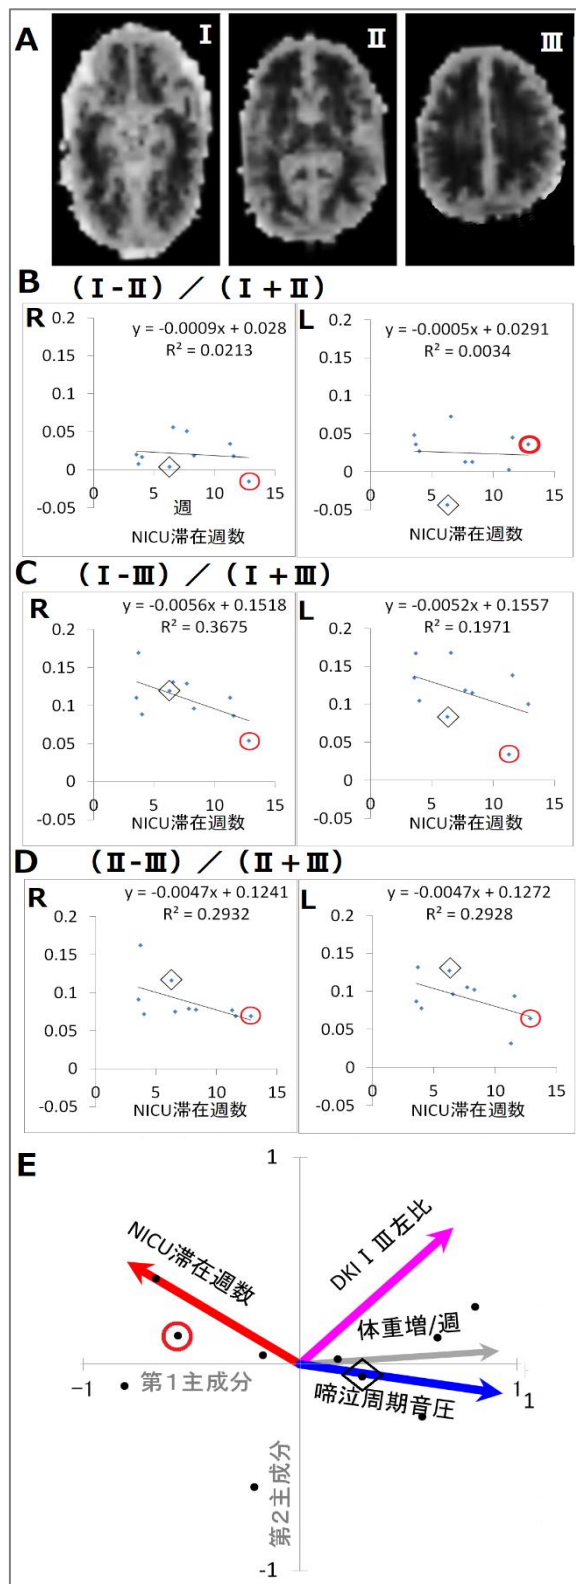 A
I
II
III
B (I-II)/(I+II)
R
y = -0.0009x + 0.028
R² = 0.0213
0.2
0.15
0.1
0.05
0
-0.05
0 5 10 15
週
NICU滞在週数
L
y = -0.0005x + 0.0291
R² = 0.0034
0.2
0.15
0.1
0.05
0
-0.05
0 5 10 15
NICU滞在週数
C (I-III)/(I+III)
R
y = -0.0056x + 0.1518
R² = 0.3675
0.2
0.15
0.1
0.05
0
-0.05
0 5 10 15
NICU滞在週数
L
y = -0.0052x + 0.1557
R² = 0.1971
0.2
0.15
0.1
0.05
0
-0.05
0 5 10 15
NICU滞在週数
D (II-III)/(II+III)
R
y = -0.0047x + 0.1241
R² = 0.2932
0.2
0.15
0.1
0.05
0
-0.05
0 5 10 15
NICU滞在週数
L
y = -0.0047x + 0.1272
R² = 0.2928
0.2
0.15
0.1
0.05
0
-0.05
0 5 10 15
NICU滞在週数
E
1
NICU滞在週数
DKI I III左比
体重増/週
-1
第1主成分
啼泣周期音圧
1
1
第2主成分
-1